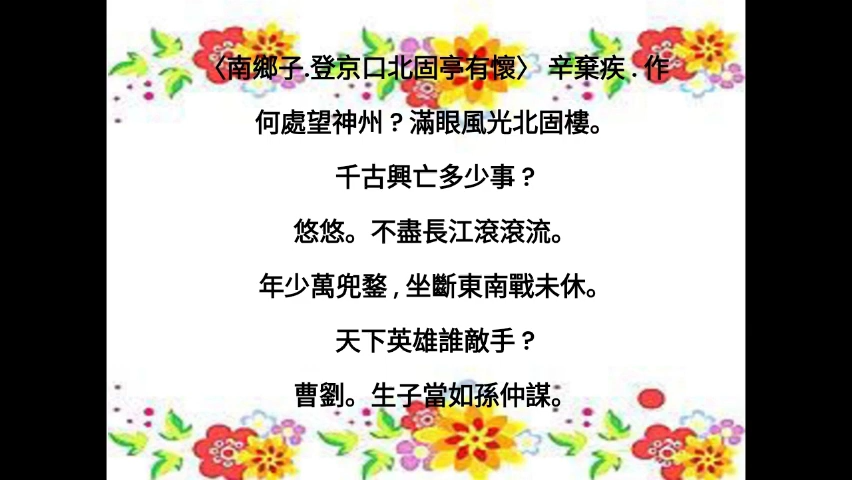 〈南鄉子.登京口北固亭有懷〉 辛棄疾 . 作
何處望神州？滿眼風光北固樓。
千古興亡多少事？
悠悠。不盡長江滾滾流。
年少萬兜鍪 , 坐斷東南戰未休。
天下英雄誰敵手？
曹劉。生子當如孫仲謀。